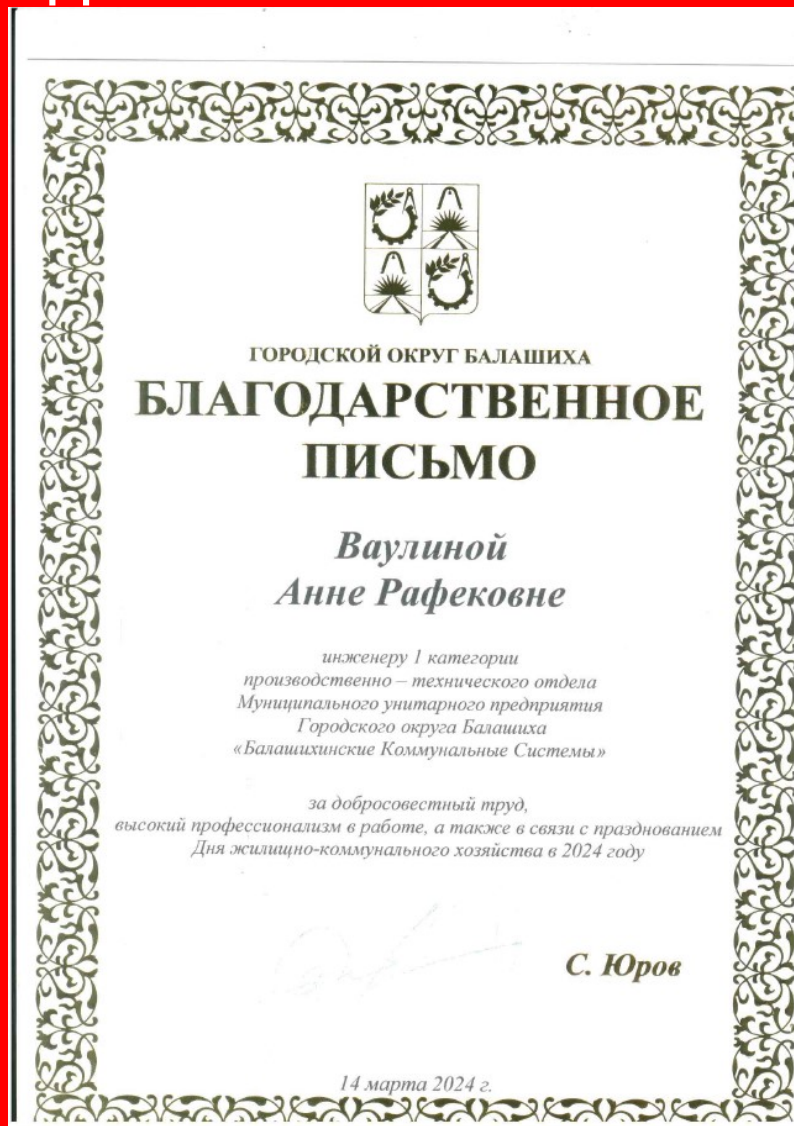 ГОРОДСКОЙ ОКРУГ БАЛАШИХА
БЛАГОДАРСТВЕННОЕ
ПИСЬМО
Ваулиной
Анне Рафековне
инженеру 1 категории
производственно – технического отдела
Муниципального унитарного предприятия
Городского округа Балашиха
«Балашихинские Коммунальные Системы»
за добросовестный труд,
высокий профессионализм в работе, а также в связи с празднованием
Дня жилищно-коммунального хозяйства в 2024 году
С. Юров
14 марта 2024 г.